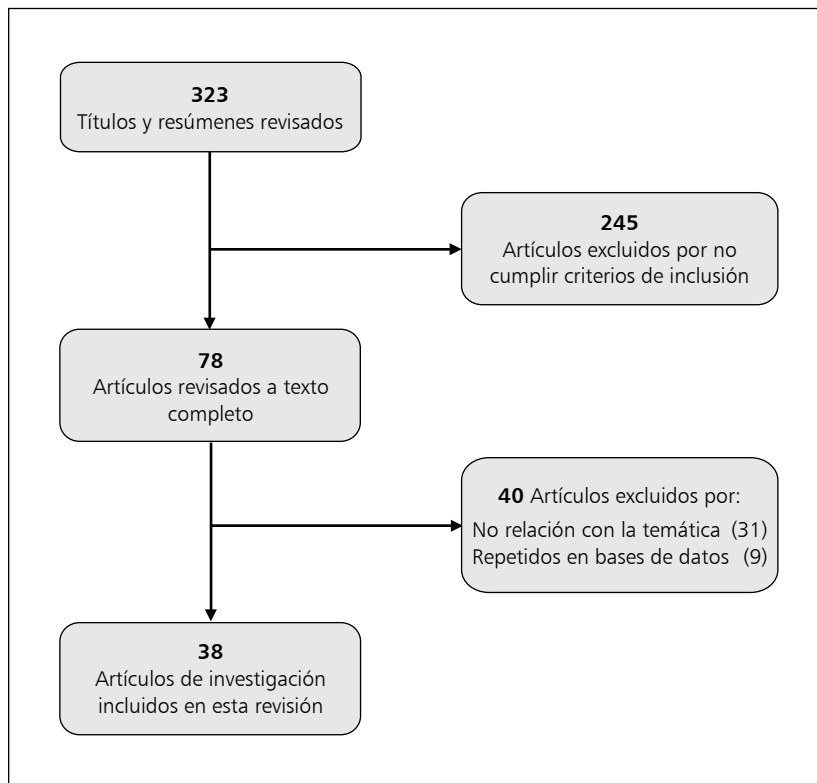 323
Títulos y resúmenes revisados
245
Artículos excluidos por no
cumplir criterios de inclusión
78
Artículos revisados a texto
completo
40 Artículos excluidos por:
No relación con la temática (31)
Repetidos en bases de datos (9)
38
Artículos de investigación
incluidos en esta revisión